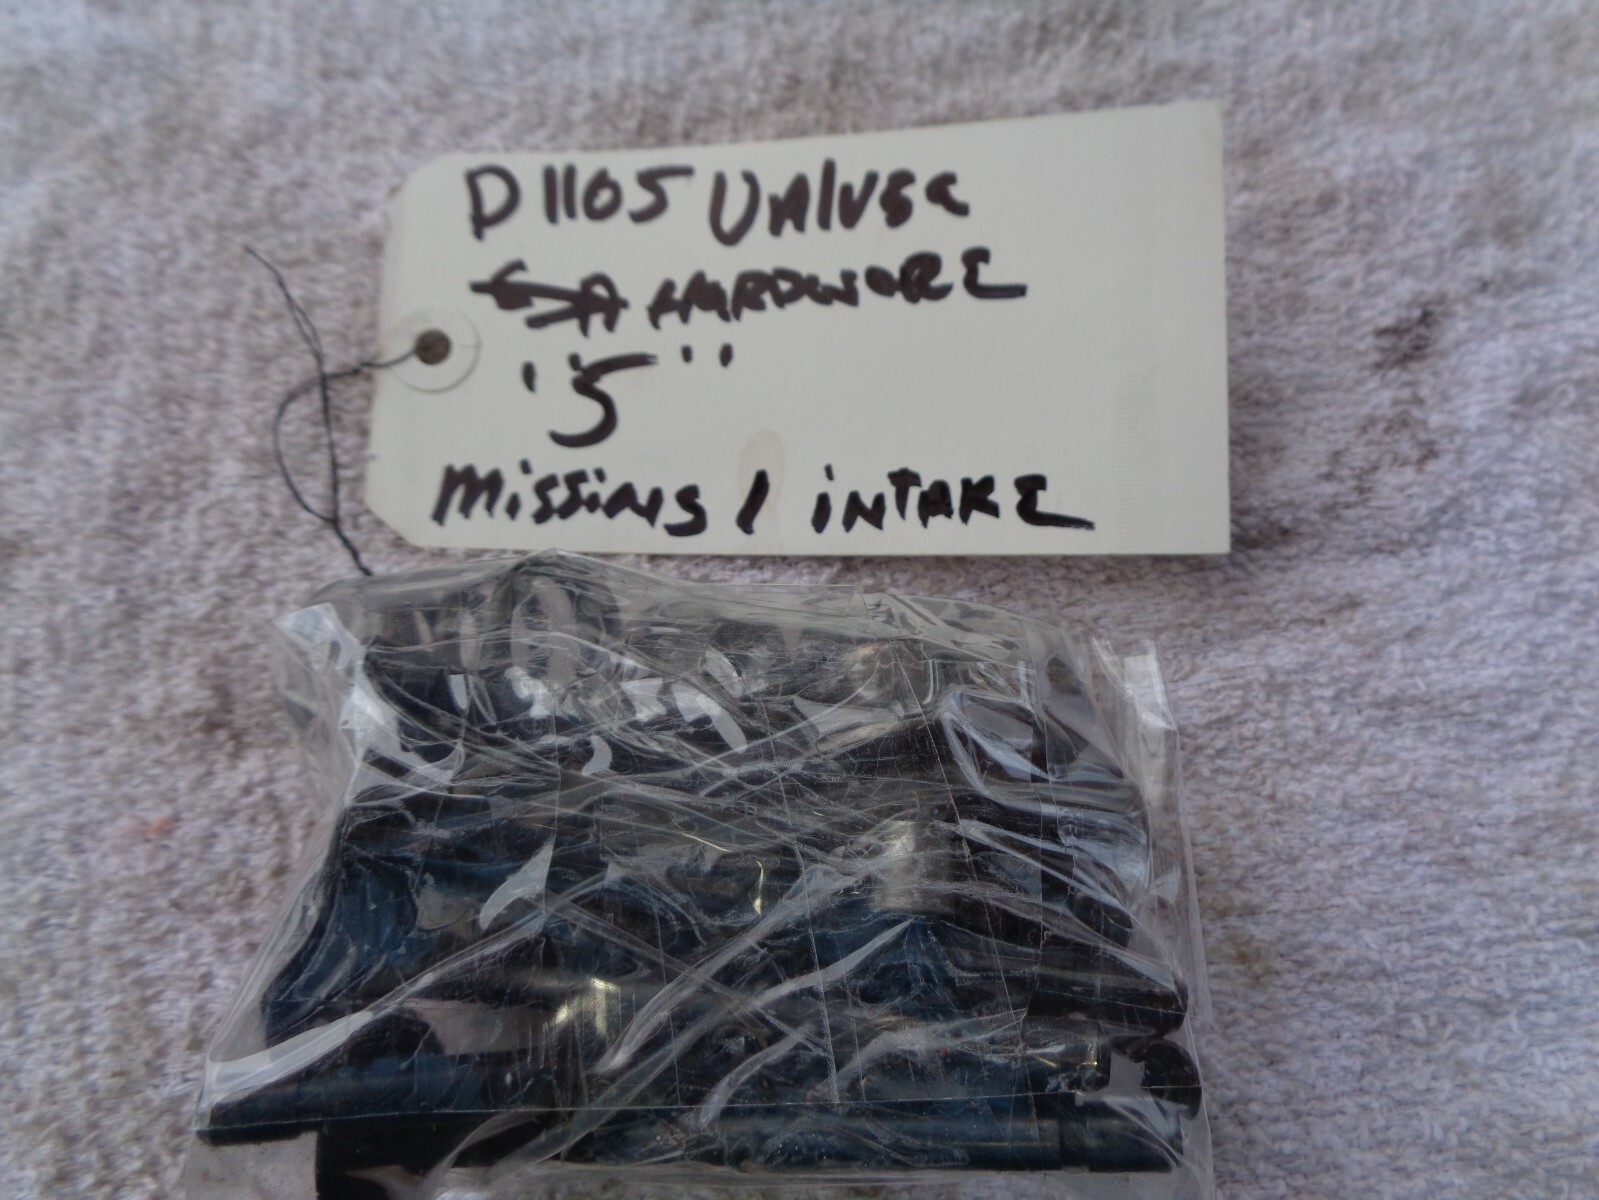 D1105 VAlVES
HARDWARE
"5"
Missing 1 iNTAKE